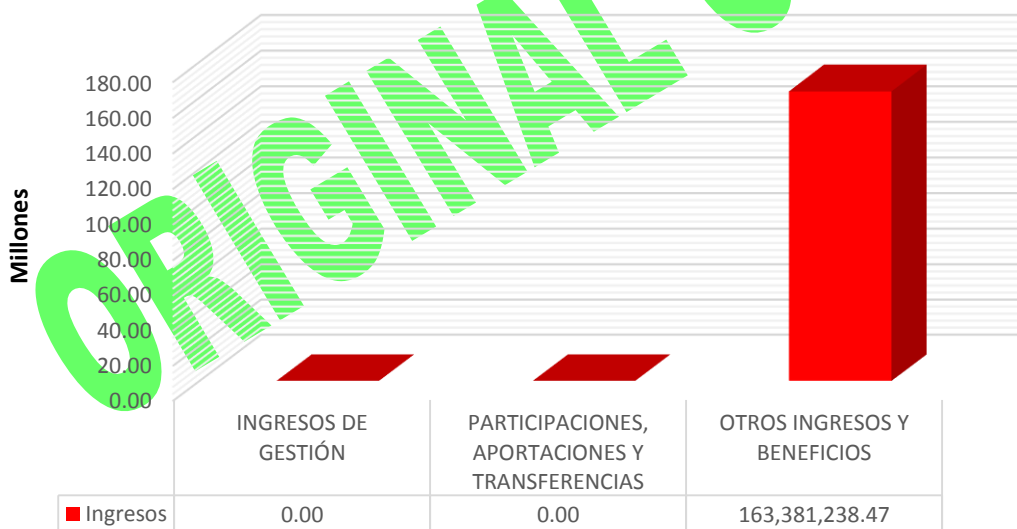 ORIGINAL
180.00
160.00
140.00
120.00
100.00
80.00
60.00
40.00
20.00
0.00
Millones
INGRESOS DE
GESTIÓN
PARTICIPACIONES,
APORTACIONES Y
TRANSFERENCIAS
OTROS INGRESOS Y
BENEFICIOS
Ingresos 0.00 0.00 163,381,238.47